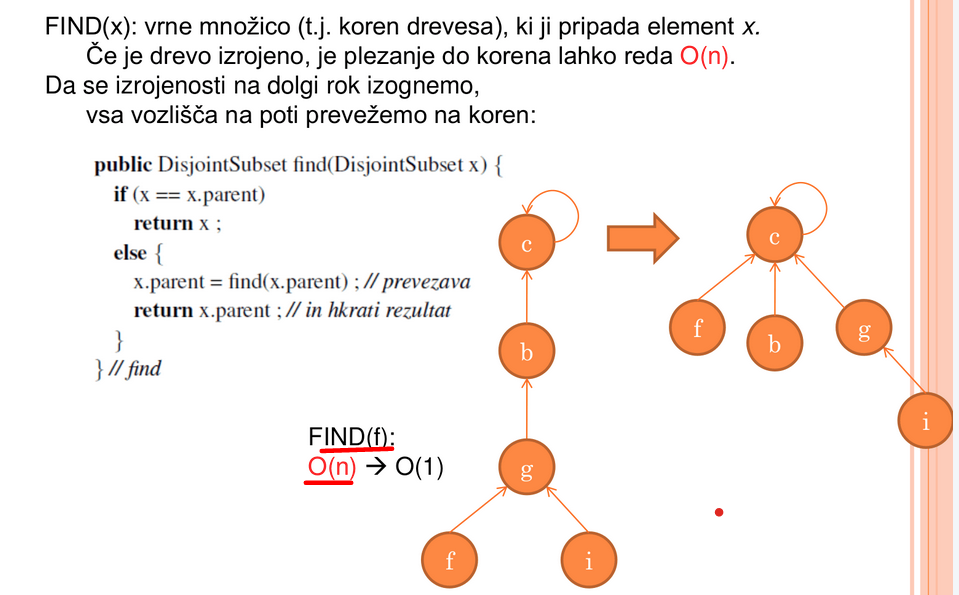 FIND(x): vrne množico (t.j. koren drevesa), ki ji pripada element x.
Če je drevo izrojeno, je plezanje do korena lahko reda O(n).
Da se izrojenosti na dolgi rok izognemo,
vsa vozlišča na poti prevežemo na koren:
public DisjointSubset find(DisjointSubset x) {
if (x == x.parent)
return x ;
else {
x.parent = find(x.parent) ; // prevezava
return x.parent ; // in hkrati rezultat
}
} // find
FIND(f):
O(n) → O(1)
c
b
g
f
i
c
f
b
g
i